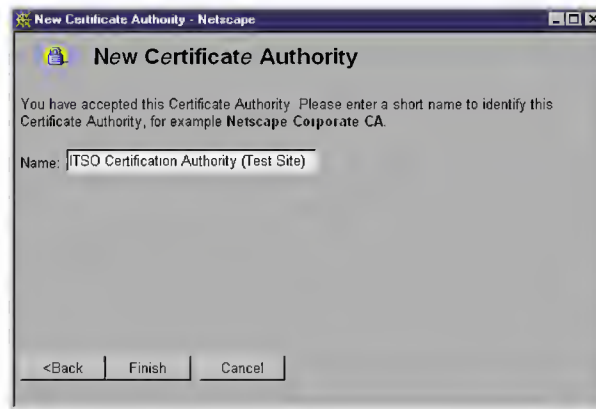 New Certificate Authority - Netscape
New Certificate Authority
You have accepted this Certificate Authority. Please enter a short name to identify this
Certificate Authority, for example Netscape Corporate CA.
Name: ITSO Certification Authority (Test Site)
<Back Finish Cancel